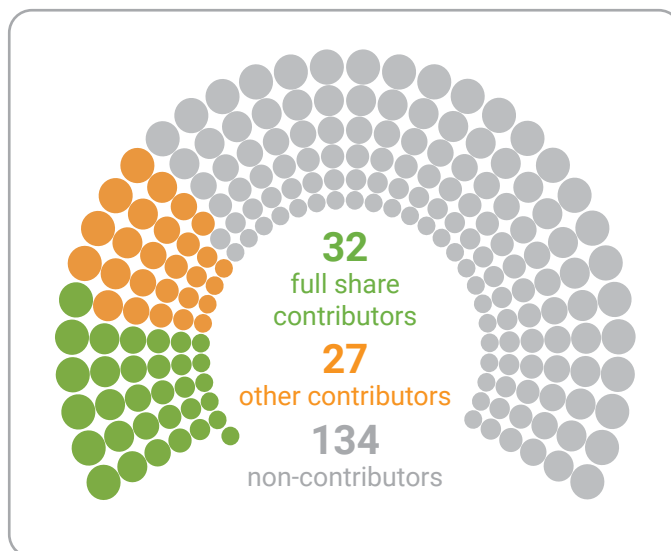 32
full share
contributors
27
other contributors
134
non-contributors